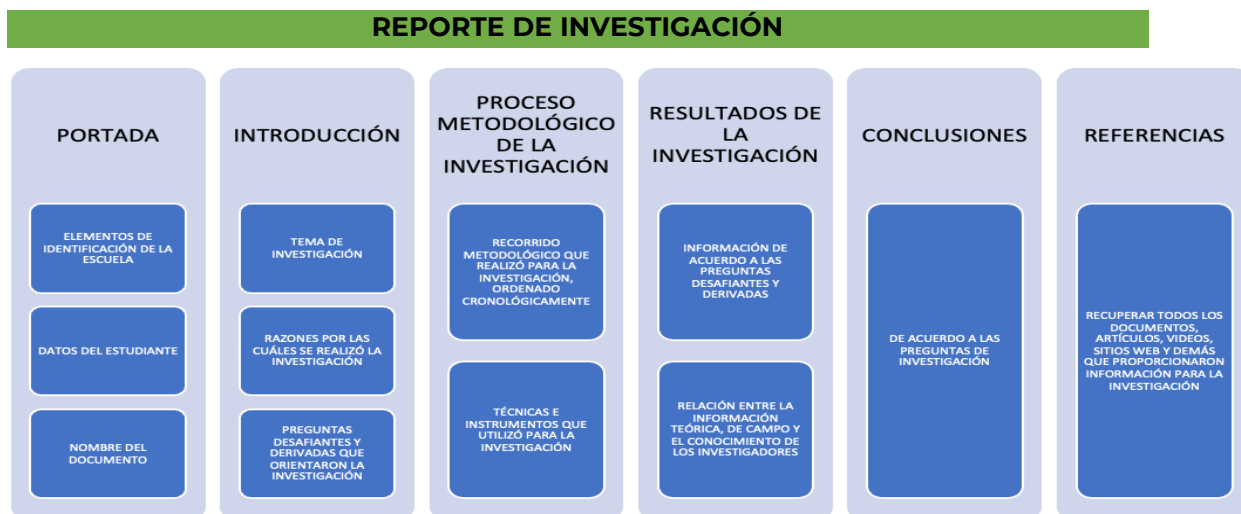 REPORTE DE INVESTIGACIÓN
PORTADA
ELEMENTOS DE
IDENTIFICACIÓN DE LA
ESCUELA
DATOS DEL ESTUDIANTE
NOMBRE DEL
DOCUMENTO
INTRODUCCIÓN
TEMA DE
INVESTIGACIÓN
RAZONES POR LAS
CUÁLES SE REALIZÓ LA
INVESTIGACIÓN
PREGUNTAS
DESAFIANTES Y
DERIVADAS QUE
ORIENTARON LA
INVESTIGACIÓN
PROCESO
METODOLÓGICO
DE LA
INVESTIGACIÓN
RECORRIDO
METODOLÓGICO QUE
REALIZÓ PARA LA
INVESTIGACIÓN,
ORDENADO
CRONOLÓGICAMENTE
TÉCNICAS E
INSTRUMENTOS QUE
UTILIZÓ PARA LA
INVESTIGACIÓN
RESULTADOS DE
LA
INVESTIGACIÓN
INFORMACIÓN DE
ACUERDO A LAS
PREGUNTAS
DESAFIANTES Y
DERIVADAS
RELACIÓN ENTRE LA
INFORMACIÓN
TEÓRICA, DE CAMPO Y
EL CONOCIMIENTO DE
LOS INVESTIGADORES
CONCLUSIONES
DE ACUERDO A LAS
PREGUNTAS DE
INVESTIGACIÓN
REFERENCIAS
RECUPERAR TODOS LOS
DOCUMENTOS,
ARTÍCULOS, VIDEOS,
SITIOS WEB Y DEMÁS
QUE PROPORCIONARON
INFORMACIÓN PARA LA
INVESTIGACIÓN